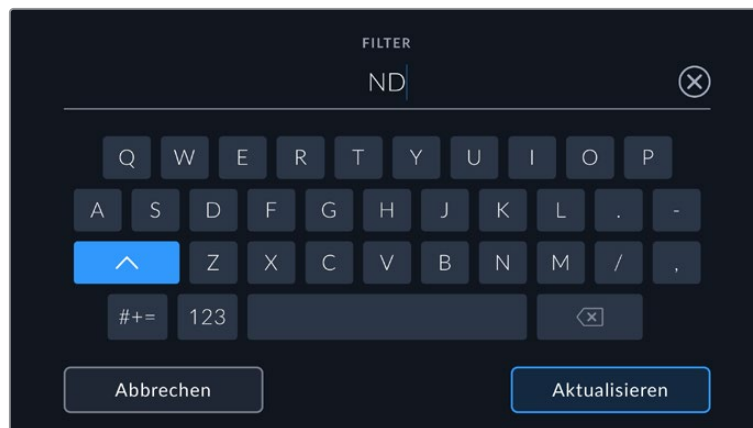 FILTER
ND
Q W E R T Y U I O P
A S D F G H J K L . -
Z X C V B N M / ,
#+= 123
Abbrechen Aktualisieren